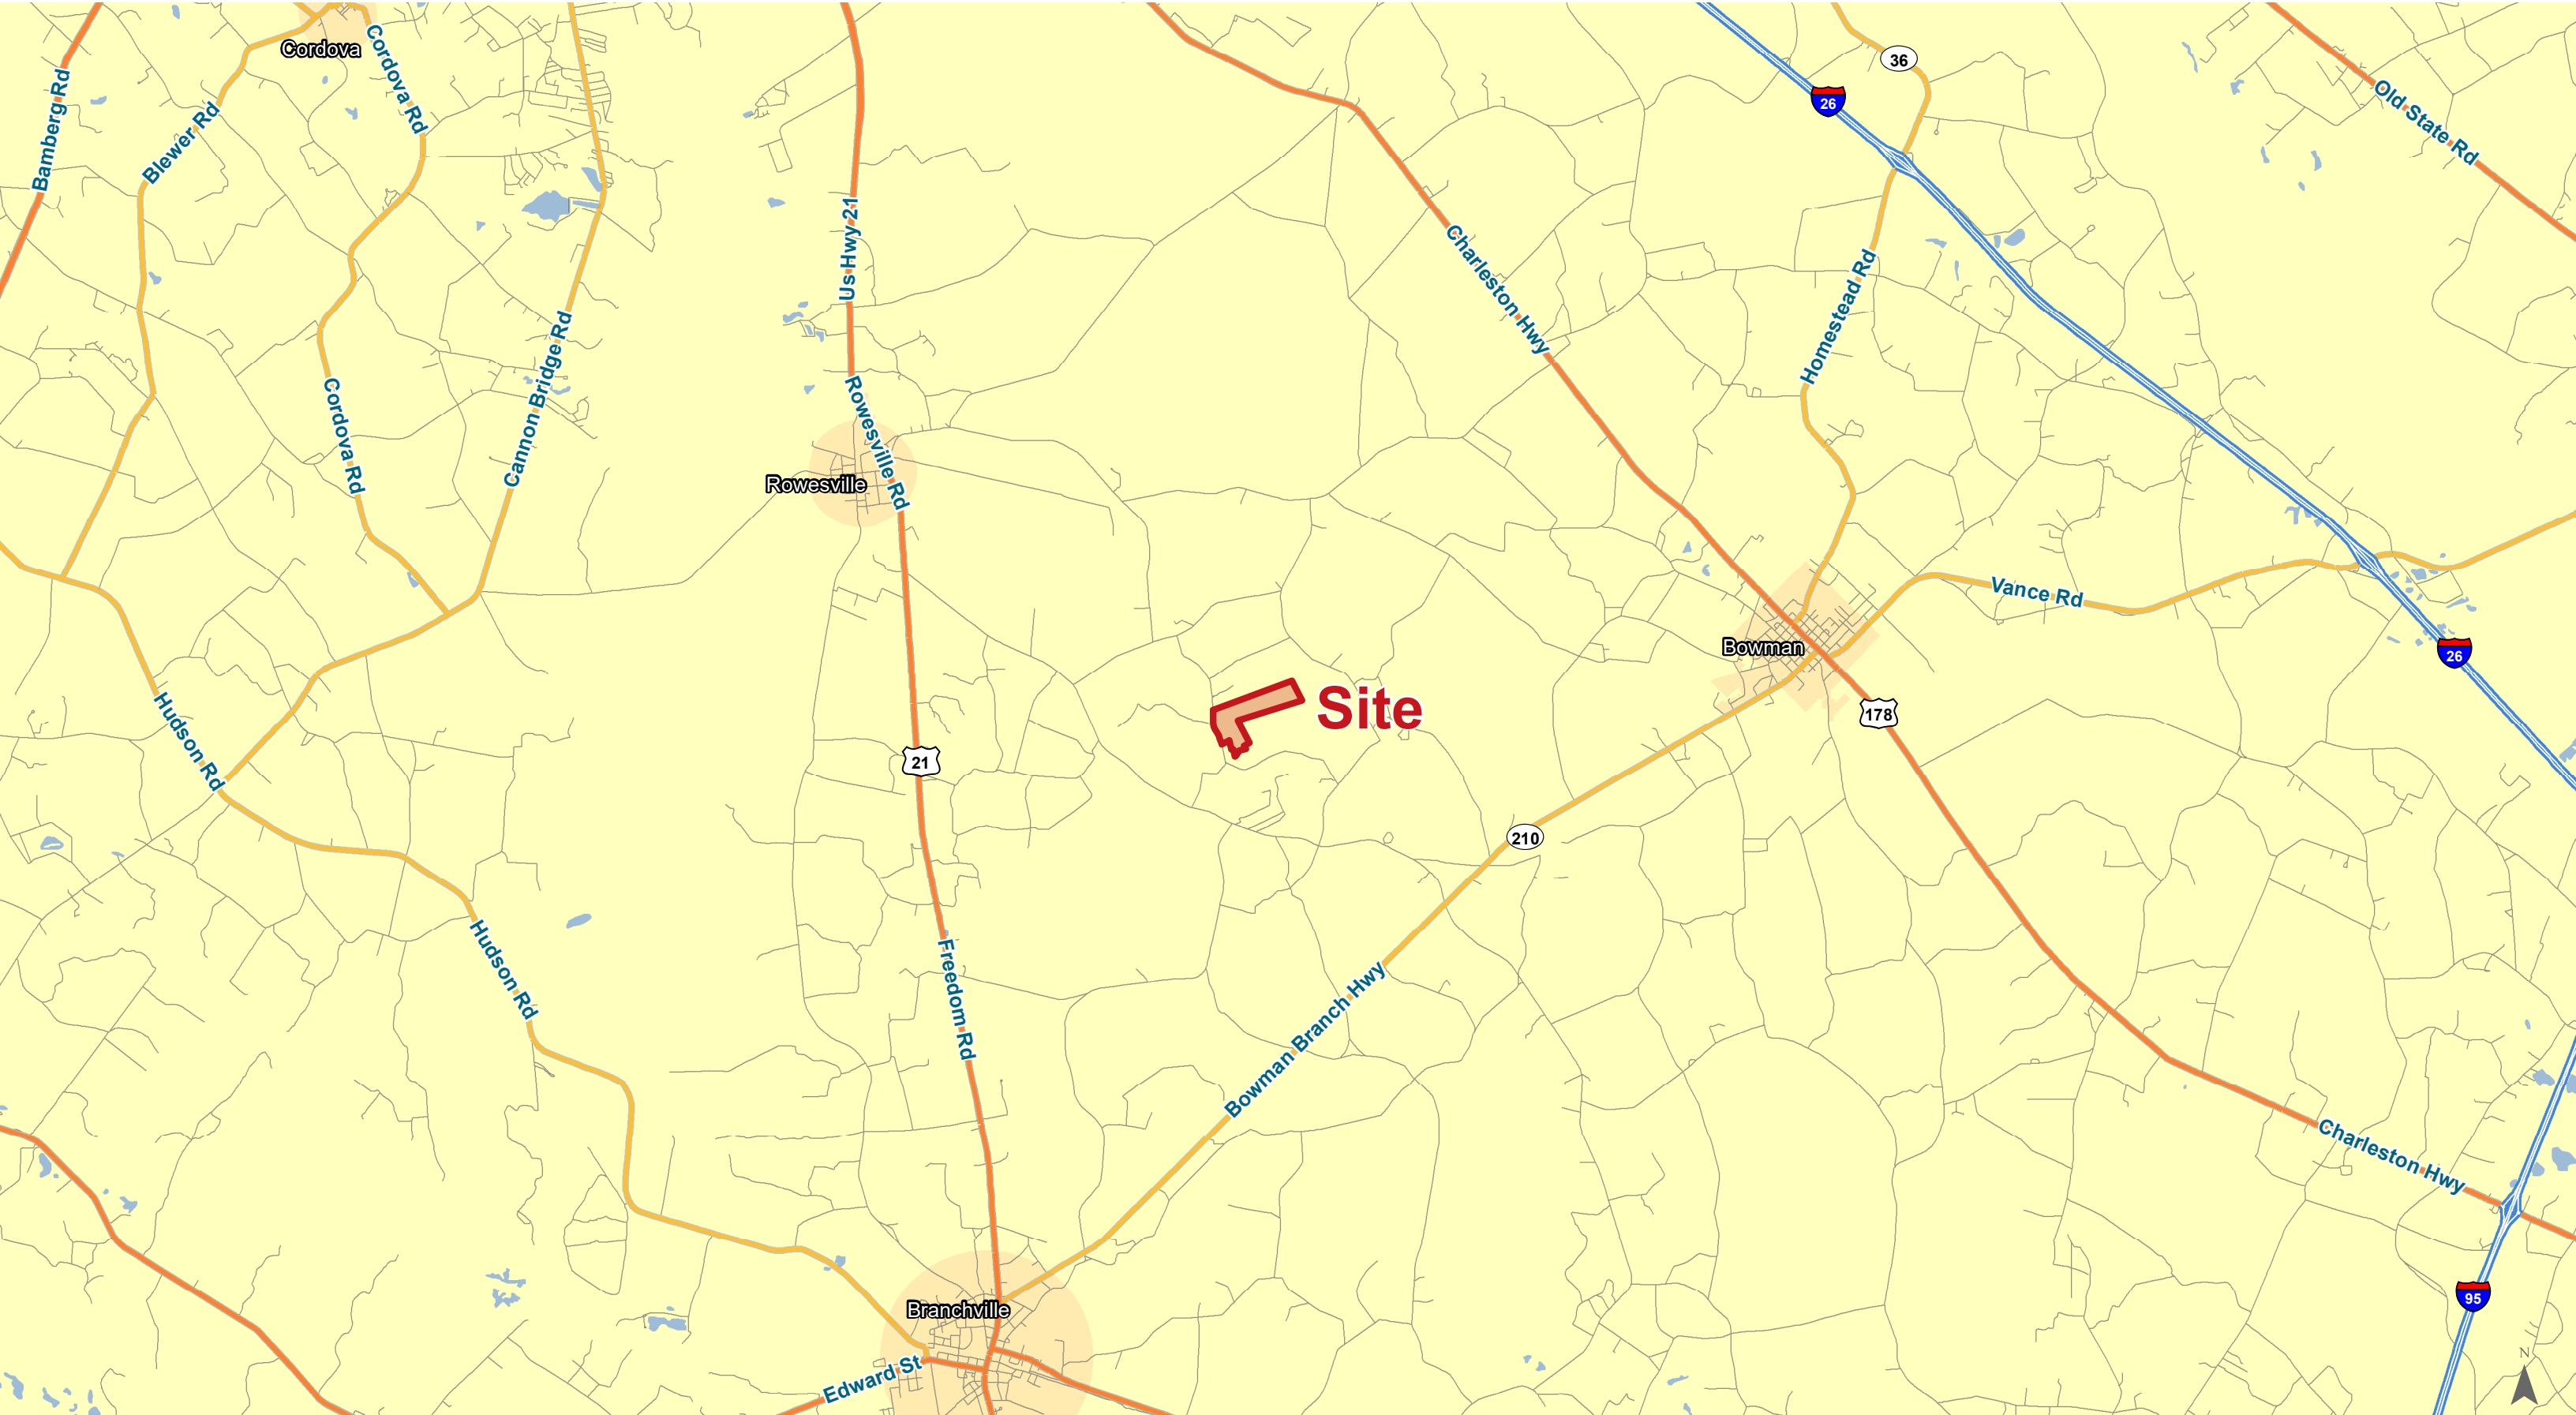 Cordova
Cordova Rd
36
26
Bamberg Rd
Blewer Rd
Old State Rd
Us Hwy 21
Charleston Hwy
Homestead Rd
Cannon Bridge Rd
Cordova Rd
Rowesville Rd
Rowesville
Vance Rd
Bowman
26
Site
178
Hudson Rd
21
210
Hudson Rd
Freedom Rd
Bowman Branch Hwy
Charleston Hwy
95
Branchville
N
Edward St